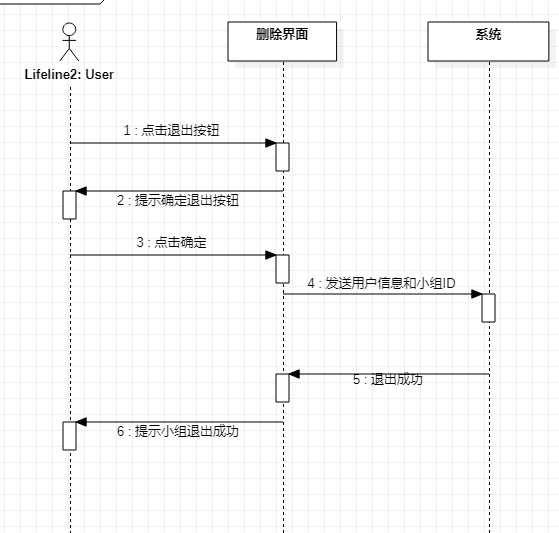 删除界面
系统
Lifeline2: User
1 : 点击退出按钮
2 : 提示确定退出按钮
3 : 点击确定
4 : 发送用户信息和小组ID
5 : 退出成功
6 : 提示小组退出成功